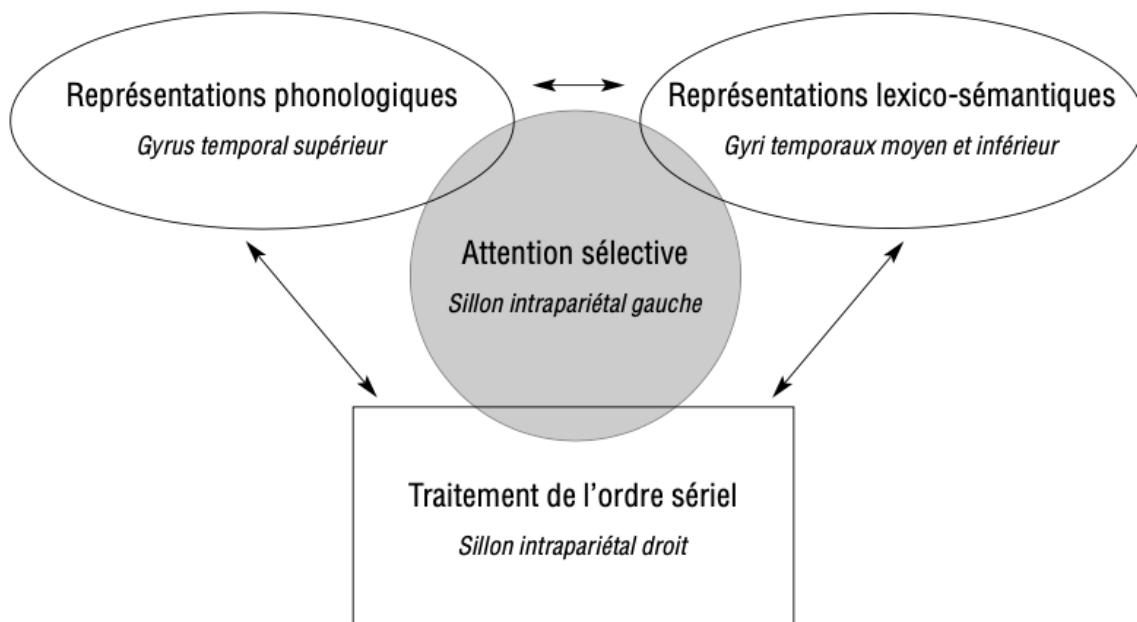 Représentations phonologiques
Gyrus temporal supérieur
Représentations lexico-sémantiques
Gyri temporaux moyen et inférieur
Attention sélective
Sillon intrapariétal gauche
Traitement de l’ordre sériel
Sillon intrapariétal droit